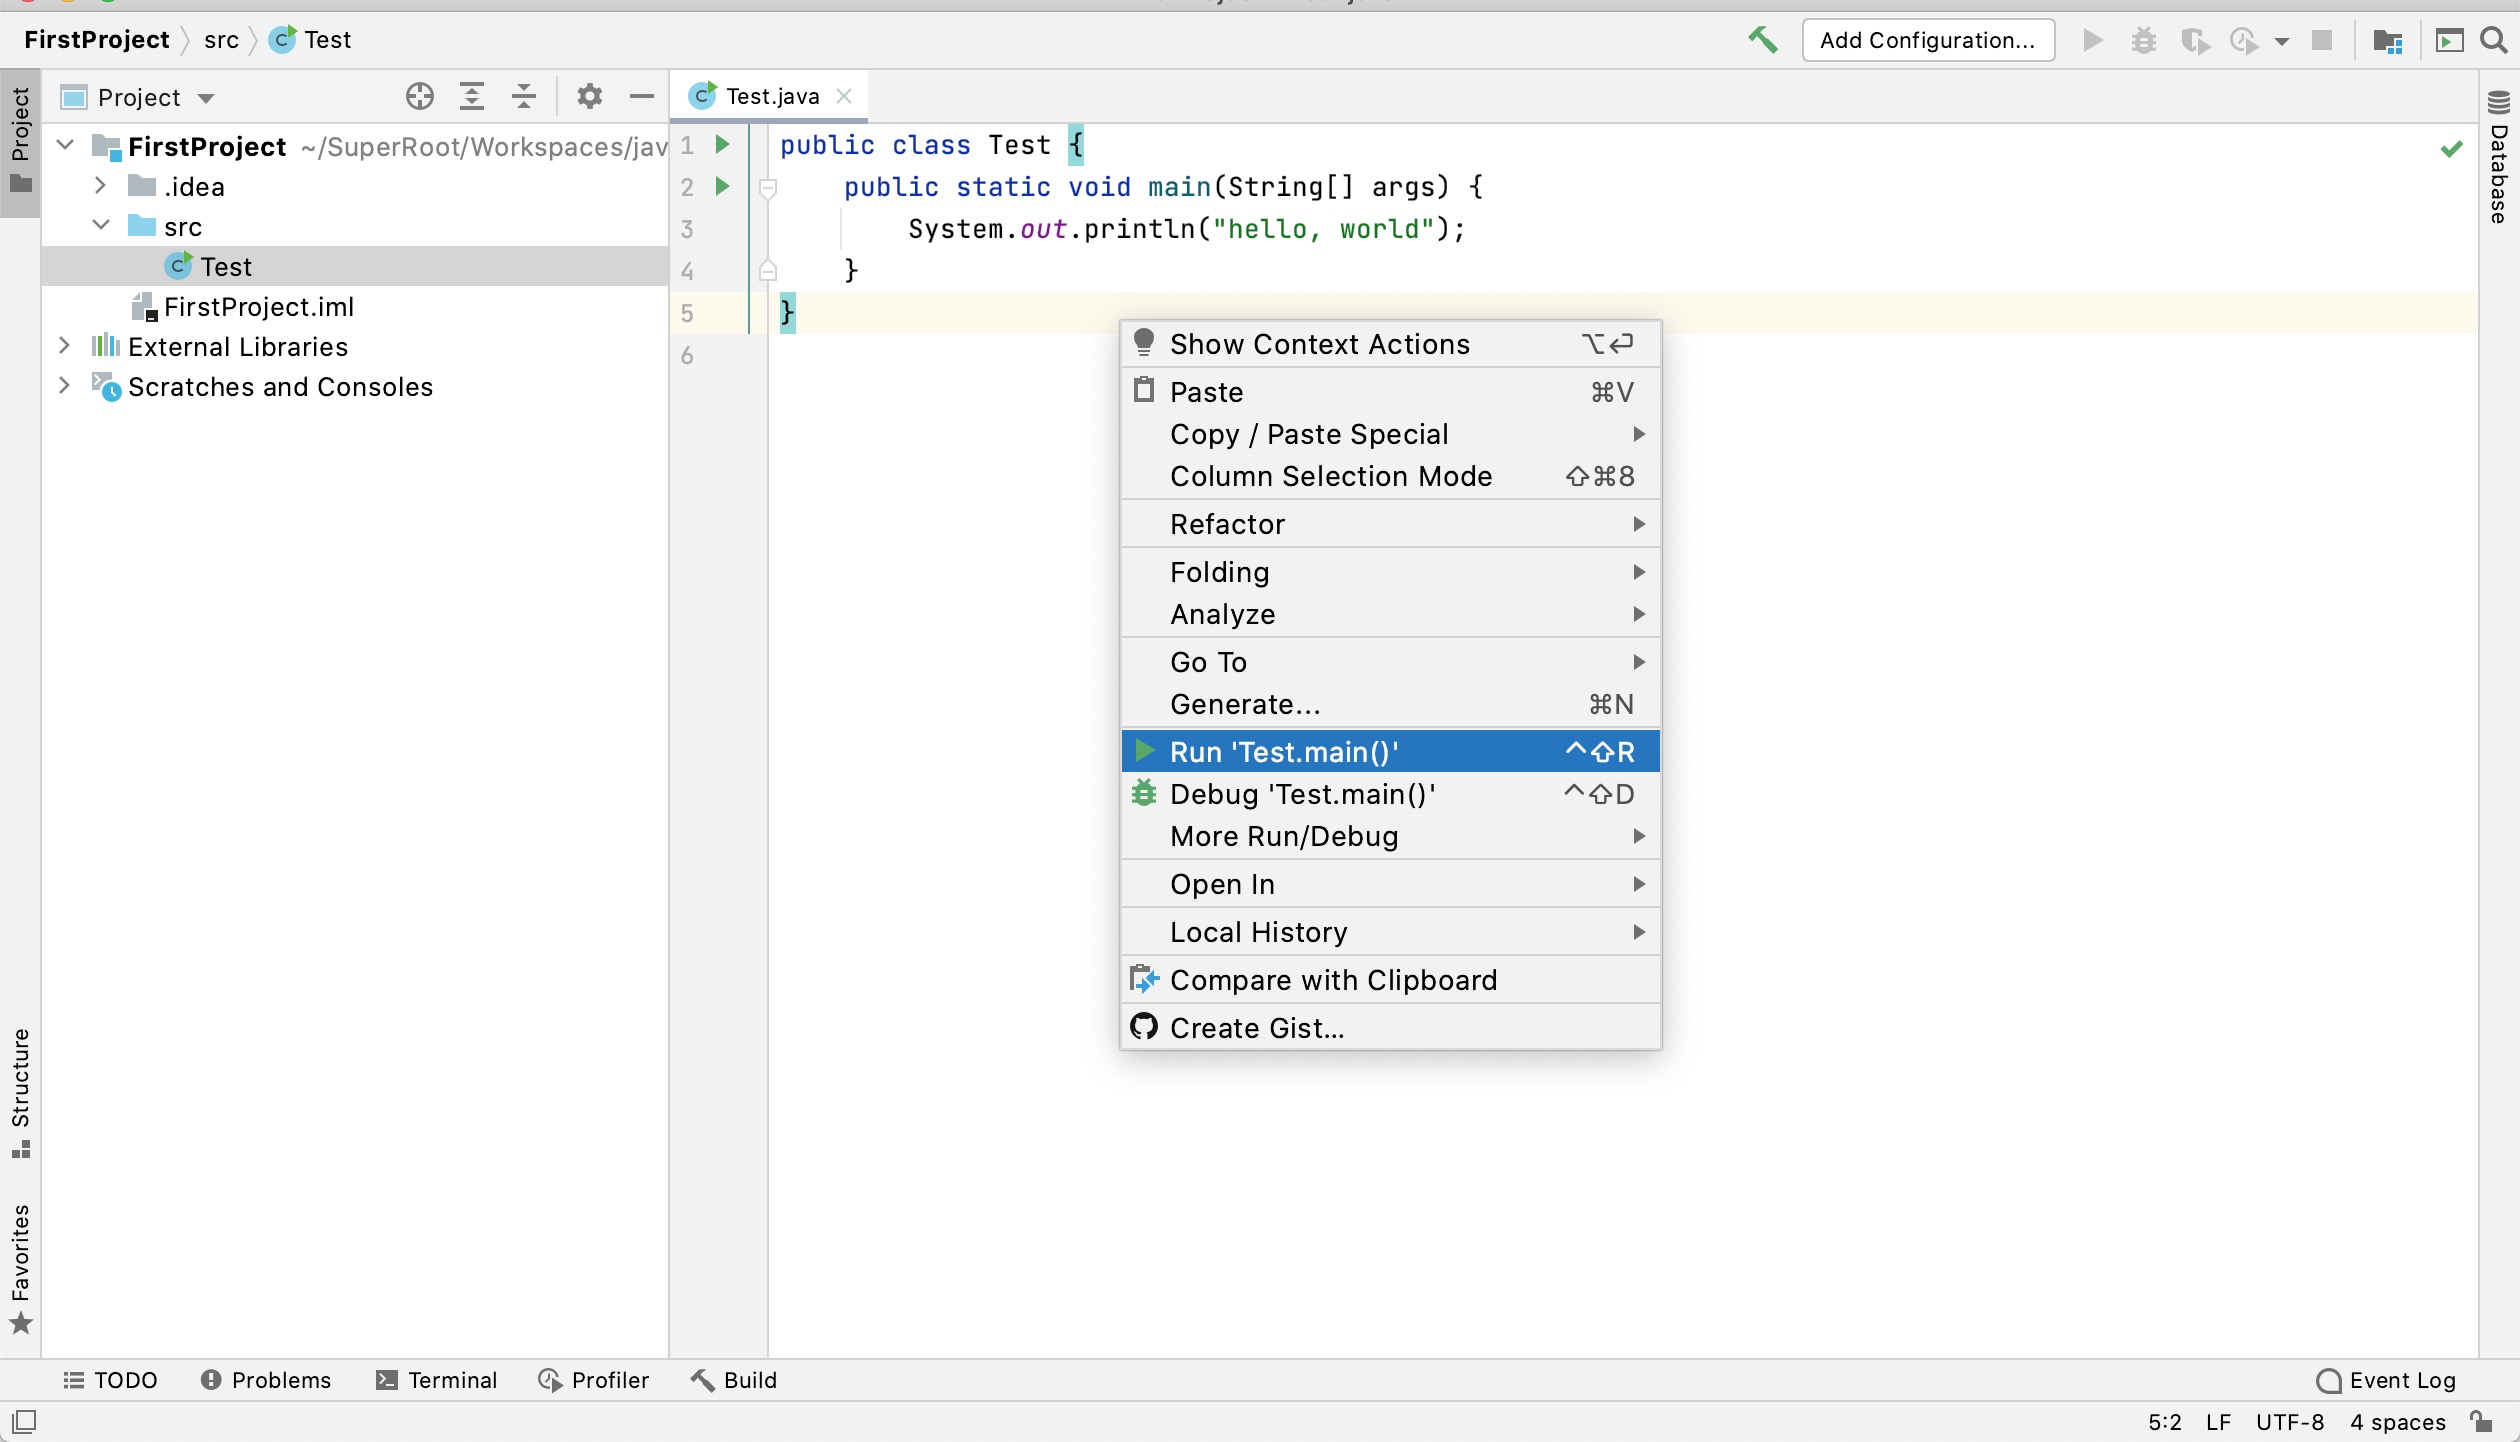 FirstProject src Test
Add Configuration...
Project
Project
FirstProject ~/SuperRoot/Workspaces/jav
.idea
src
Test
FirstProject.iml
External Libraries
Scratches and Consoles
Structure
Favorites
Test.java
1 public class Test {
2 public static void main(String[] args) {
3 System.out.println("hello, world");
4 }
5 }
6
Show Context Actions ⌥⏎
Paste ⌘V
Copy / Paste Special
Column Selection Mode ⇧⌘8
Refactor
Folding
Analyze
Go To
Generate... ⌘N
Run 'Test.main()' ^⇧R
Debug 'Test.main()' ^⇧D
More Run/Debug
Open In
Local History
Compare with Clipboard
Create Gist...
Database
TODO Problems Terminal Profiler Build Event Log
5:2 LF UTF-8 4 spaces